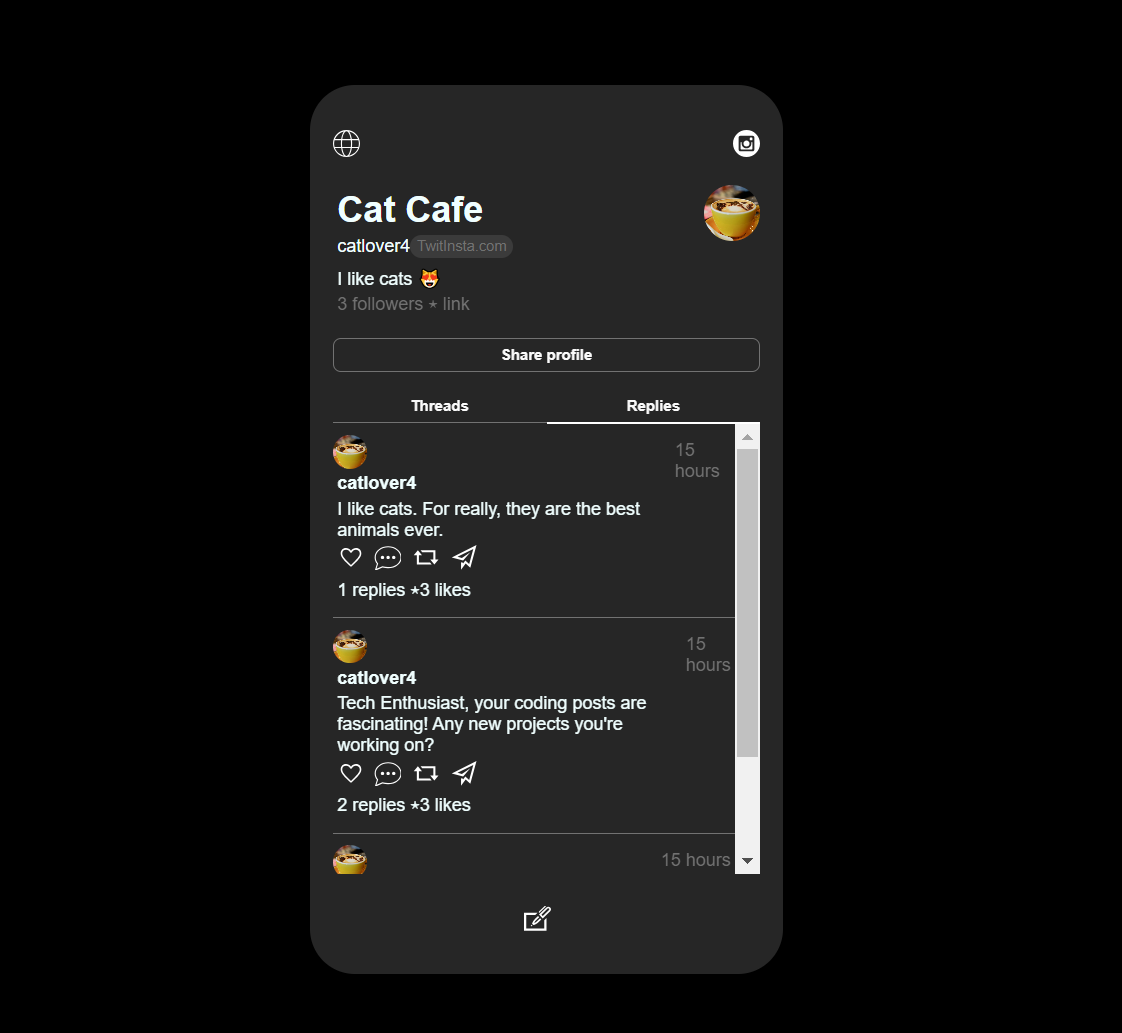 Cat Cafe
catlover4 TwitInsta.com
I like cats 😻
3 followers ⋆ link
Share profile
Threads Replies
15
hours
catlover4
I like cats. For really, they are the best
animals ever.
1 replies ⋆3 likes
15
hours
catlover4
Tech Enthusiast, your coding posts are
fascinating! Any new projects you're
working on?
2 replies ⋆3 likes
15 hours